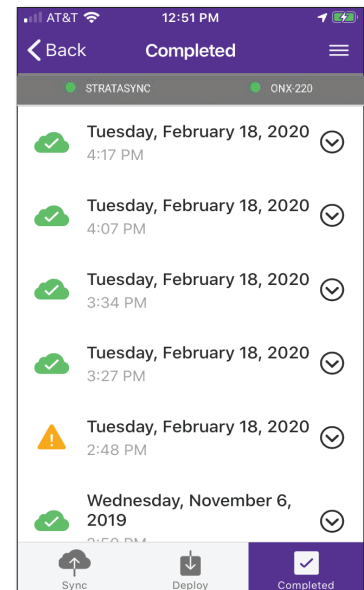 AT&T 12:51 PM
Back Completed
STRATASYNC ONX-220
Tuesday, February 18, 2020
4:17 PM
Tuesday, February 18, 2020
4:07 PM
Tuesday, February 18, 2020
3:34 PM
Tuesday, February 18, 2020
3:27 PM
Tuesday, February 18, 2020
2:48 PM
Wednesday, November 6,
2019
Sync Deploy Completed